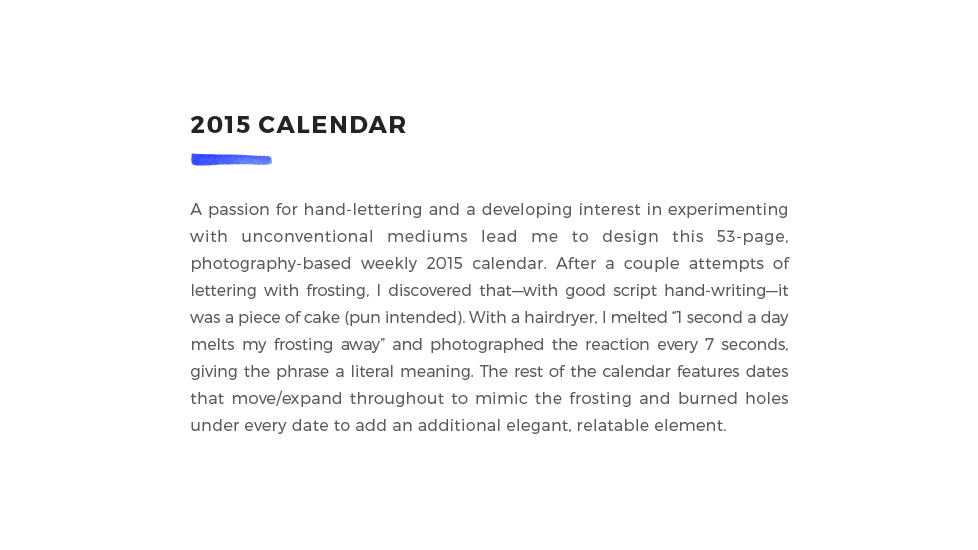 2015 CALENDAR
A passion for hand-lettering and a developing interest in experimenting
with unconventional mediums lead me to design this 53-page,
photography-based weekly 2015 calendar. After a couple attempts of
lettering with frosting, I discovered that—with good script hand-writing—it
was a piece of cake (pun intended). With a hairdryer, I melted “1 second a day
melts my frosting away” and photographed the reaction every 7 seconds,
giving the phrase a literal meaning. The rest of the calendar features dates
that move/expand throughout to mimic the frosting and burned holes
under every date to add an additional elegant, relatable element.